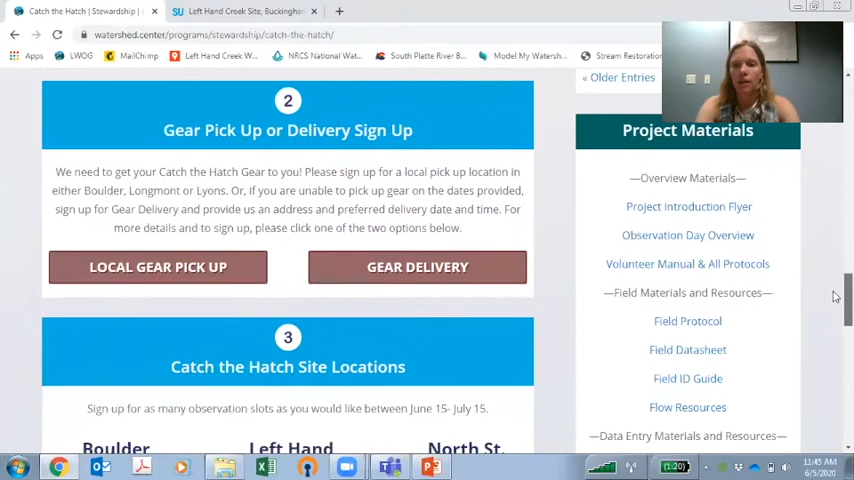 Catch the Hatch | Stewardship |
Left Hand Creek Site, Buckingham
watershed.center/programs/stewardship/catch-the-hatch/
Apps
LWOG
MailChimp
Left Hand Creek W...
NRCS National Wat...
South Platte River B...
Model My Watersh...
Stream Restoration
2
Gear Pick Up or Delivery Sign Up
We need to get your Catch the Hatch Gear to you! Please sign up for a local pick up location in
either Boulder, Longmont or Lyons. Or, if you are unable to pick up gear on the dates provided,
sign up for Gear Delivery and provide us an address and preferred delivery date and time. For
more details and to sign up, please click one of the two options below.
LOCAL GEAR PICK UP
GEAR DELIVERY
3
Catch the Hatch Site Locations
Sign up for as many observation slots as you would like between June 15- July 15.
Boulder
Left Hand
North St.
« Older Entries
Project Materials
—Overview Materials—
Project Introduction Flyer
Observation Day Overview
Volunteer Manual & All Protocols
—Field Materials and Resources—
Field Protocol
Field Datasheet
Field ID Guide
Flow Resources
—Data Entry Materials and Resources—
(1:20)
11:45 AM
6/5/2020